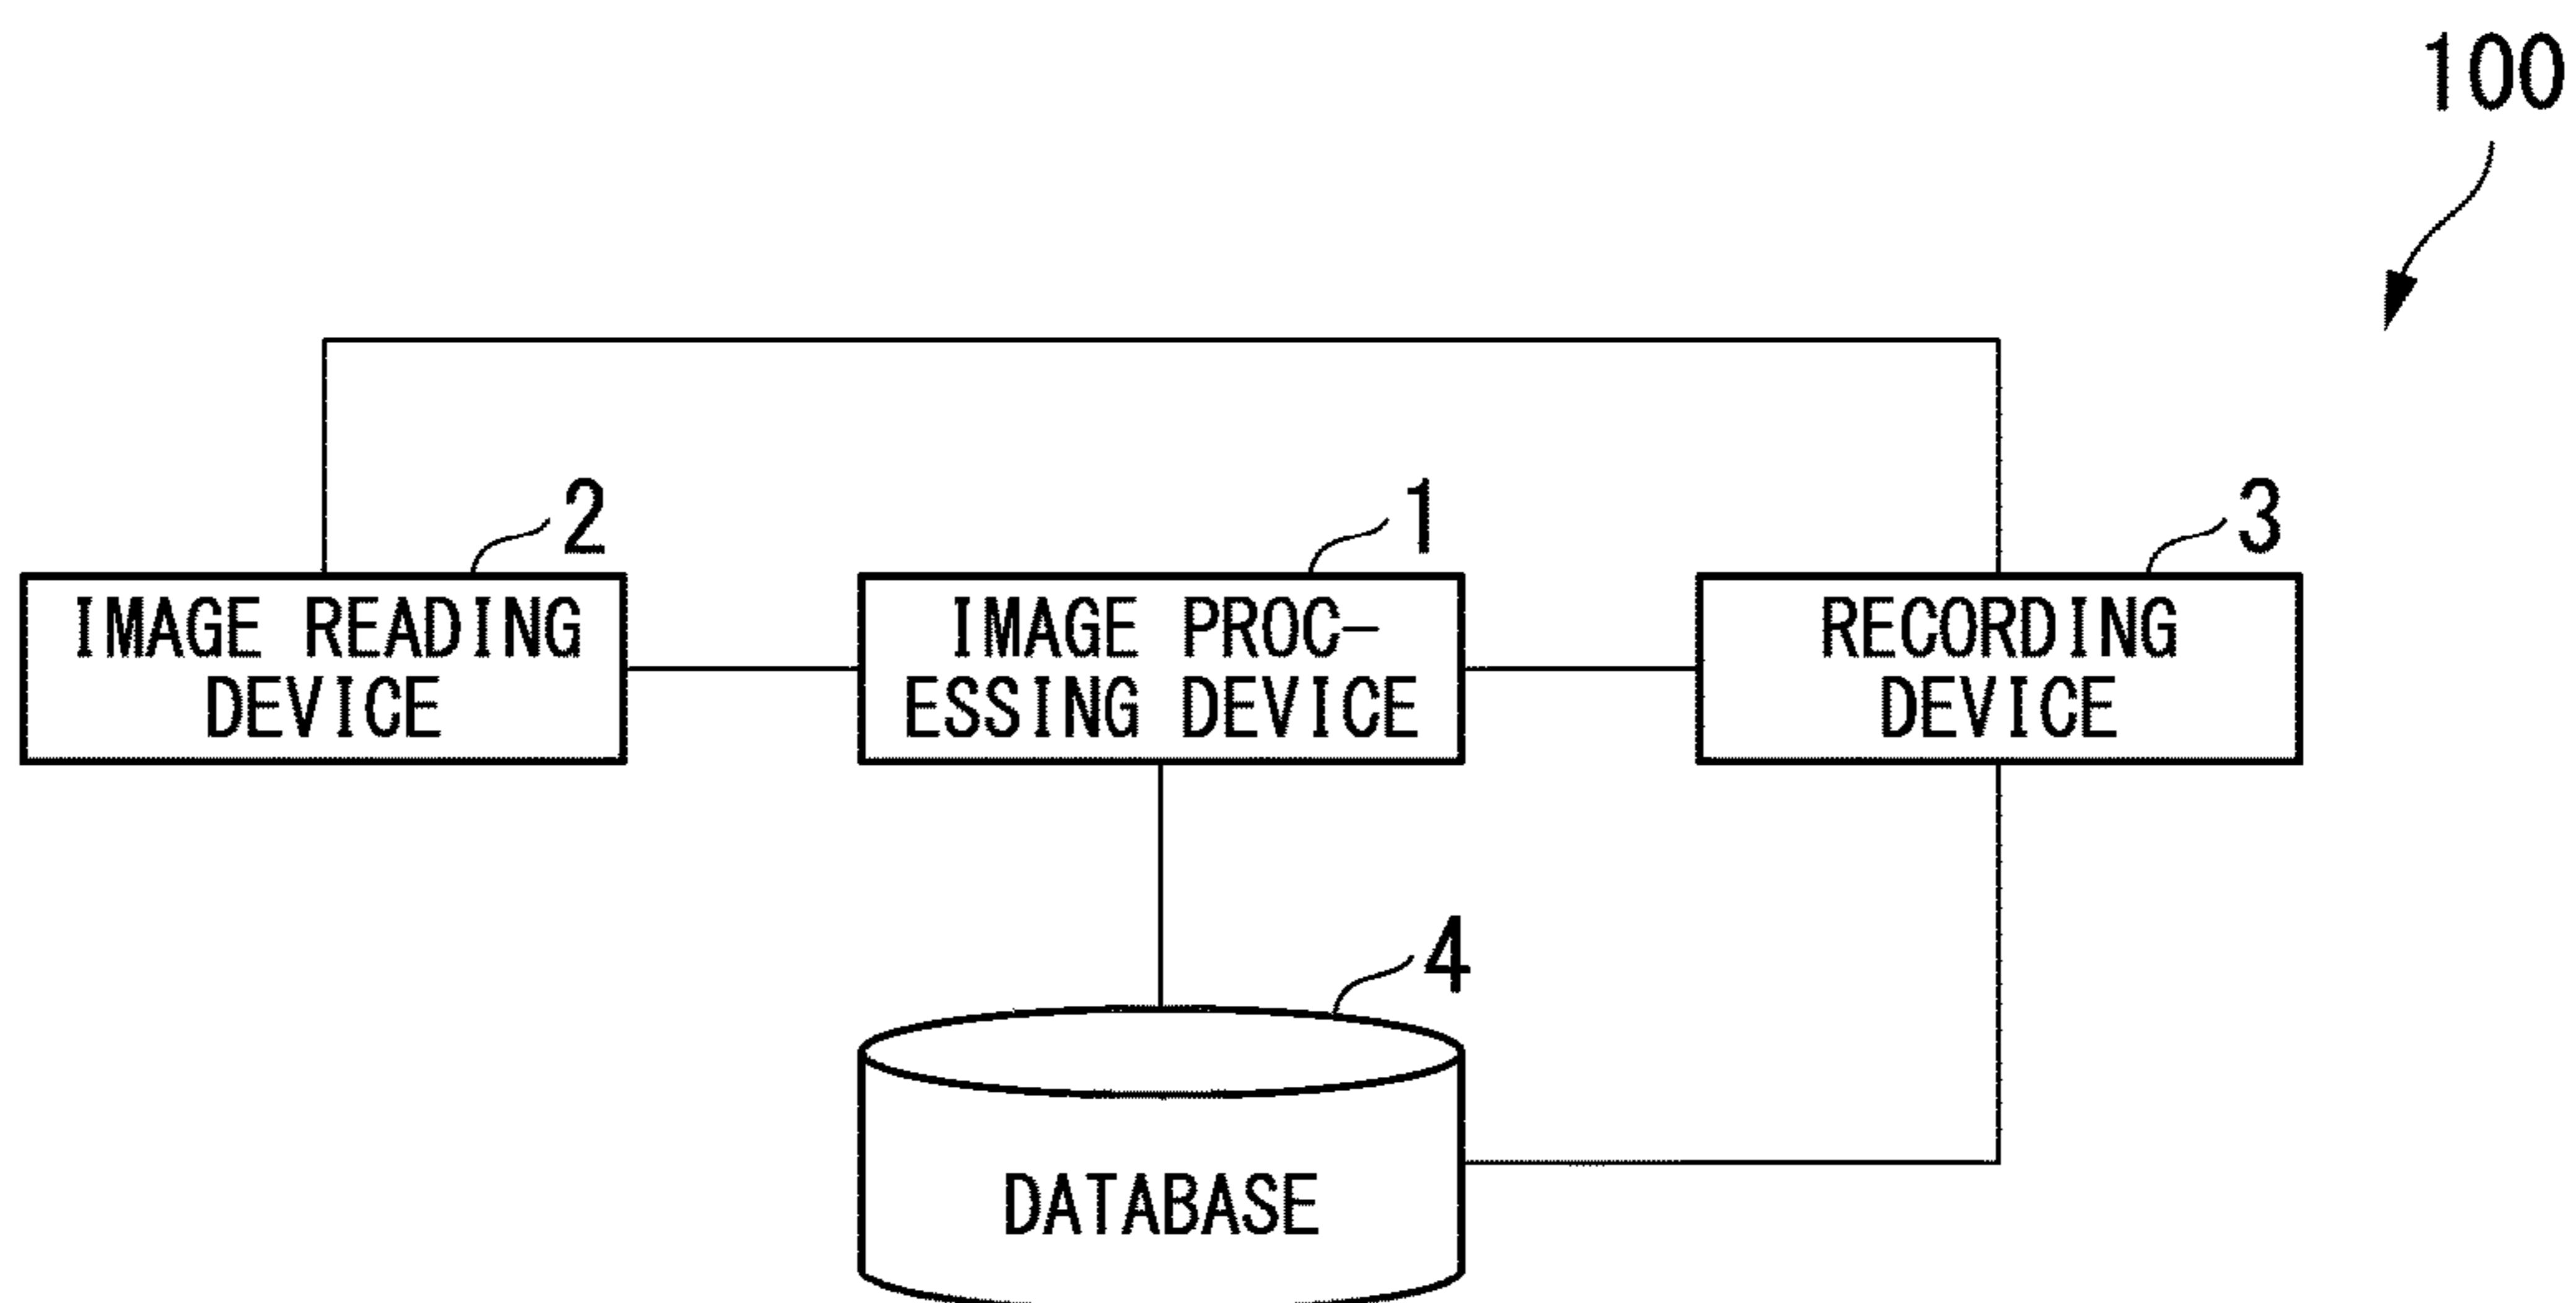 100
2
1
3
IMAGE READING
DEVICE
IMAGE PROC-
ESSING DEVICE
RECORDING
DEVICE
4
DATABASE